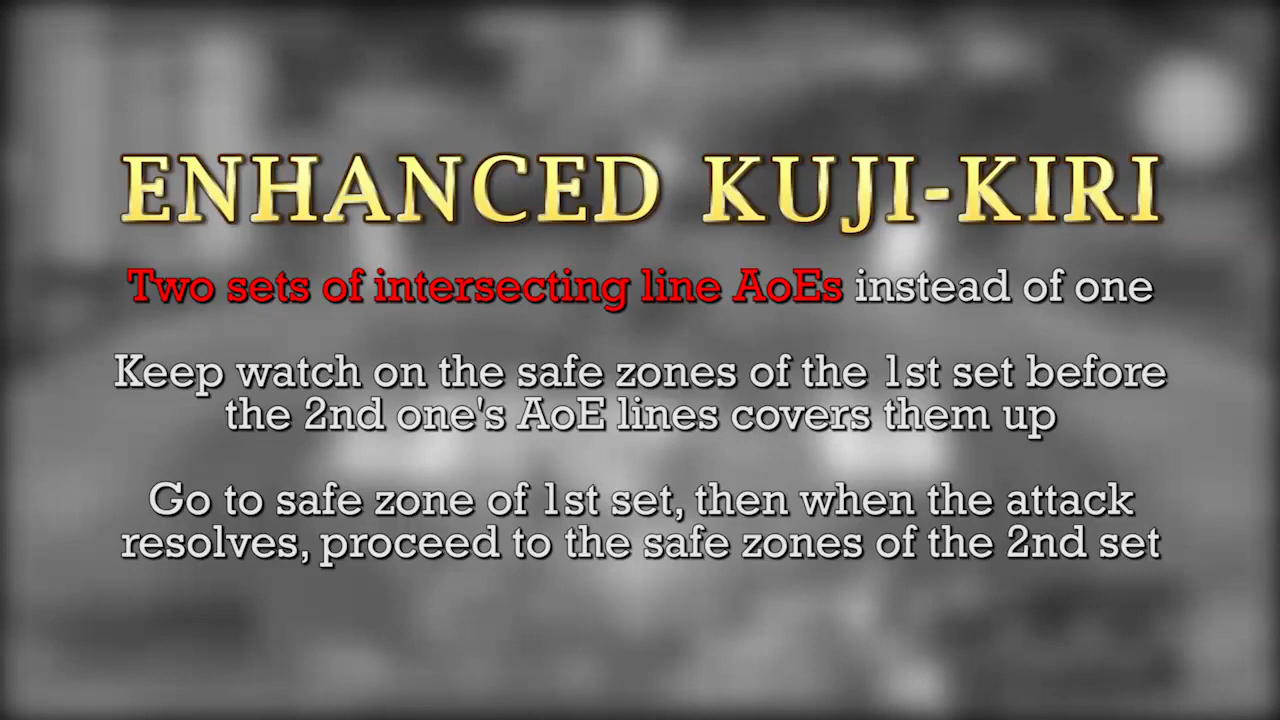 ENHANCED KUJI-KIRI
Two sets of intersecting line AoEs instead of one
Keep watch on the safe zones of the 1st set before
the 2nd one's AoE lines covers them up
Go to safe zone of 1st set, then when the attack
resolves, proceed to the safe zones of the 2nd set